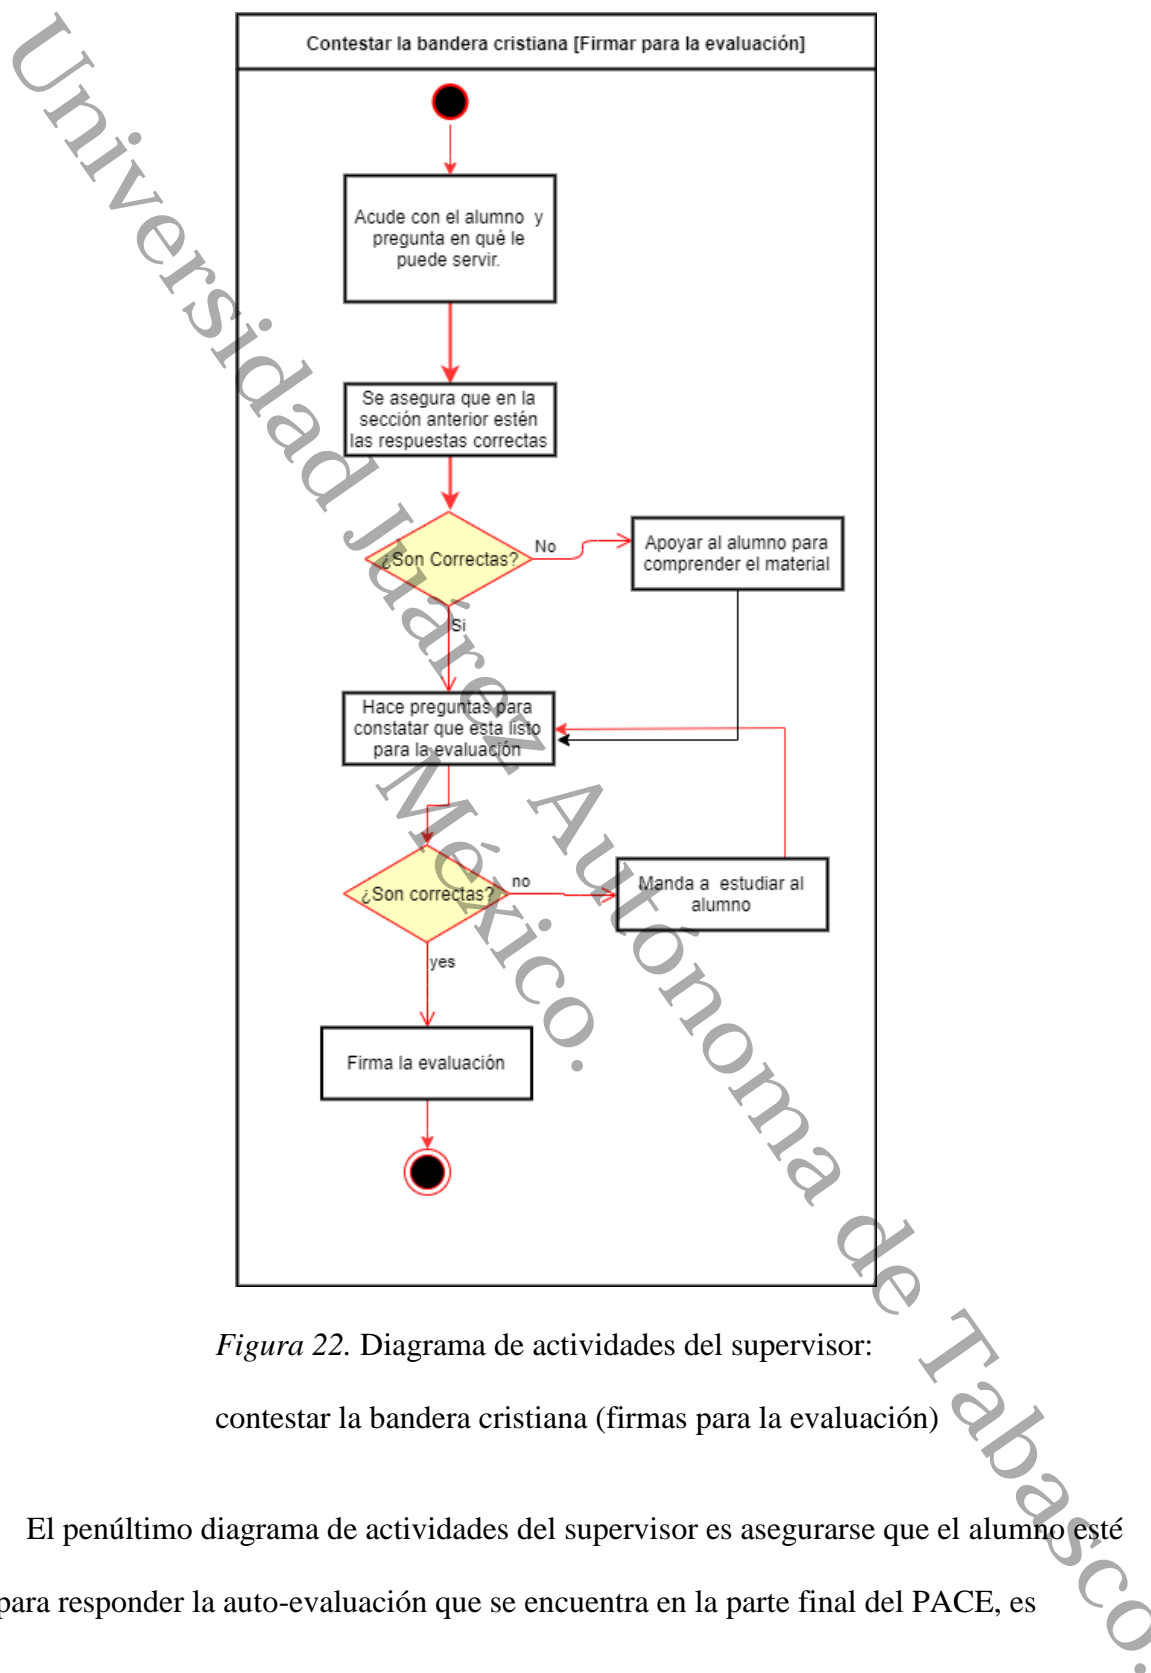 Contestar la bandera cristiana [Firmar para la evaluación]
Acude con el alumno y
pregunta en qué le
puede servir.
Se asegura que en la
sección anterior estén
las respuestas correctas
¿Son Correctas?
No
Apoyar al alumno para
comprender el material
Si
Hace preguntas para
constatar que esta listo
para la evaluación
¿Son correctas?
no
Manda a estudiar al
alumno
yes
Firma la evaluación
Figura 22. Diagrama de actividades del supervisor:
contestar la bandera cristiana (firmas para la evaluación)
El penúltimo diagrama de actividades del supervisor es asegurarse que el alumno esté
para responder la auto-evaluación que se encuentra en la parte final del PACE, es
Universidad Juárez Autónoma de Tabasco.
México.